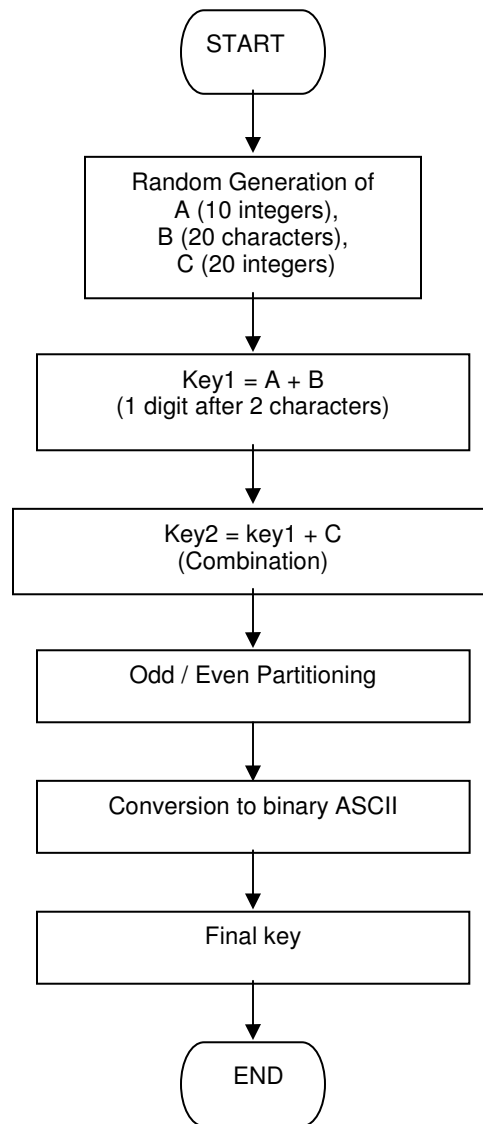 START
Random Generation of
A (10 integers),
B (20 characters),
C (20 integers)
Key1 = A + B
(1 digit after 2 characters)
Key2 = key1 + C
(Combination)
Odd / Even Partitioning
Conversion to binary ASCII
Final key
END